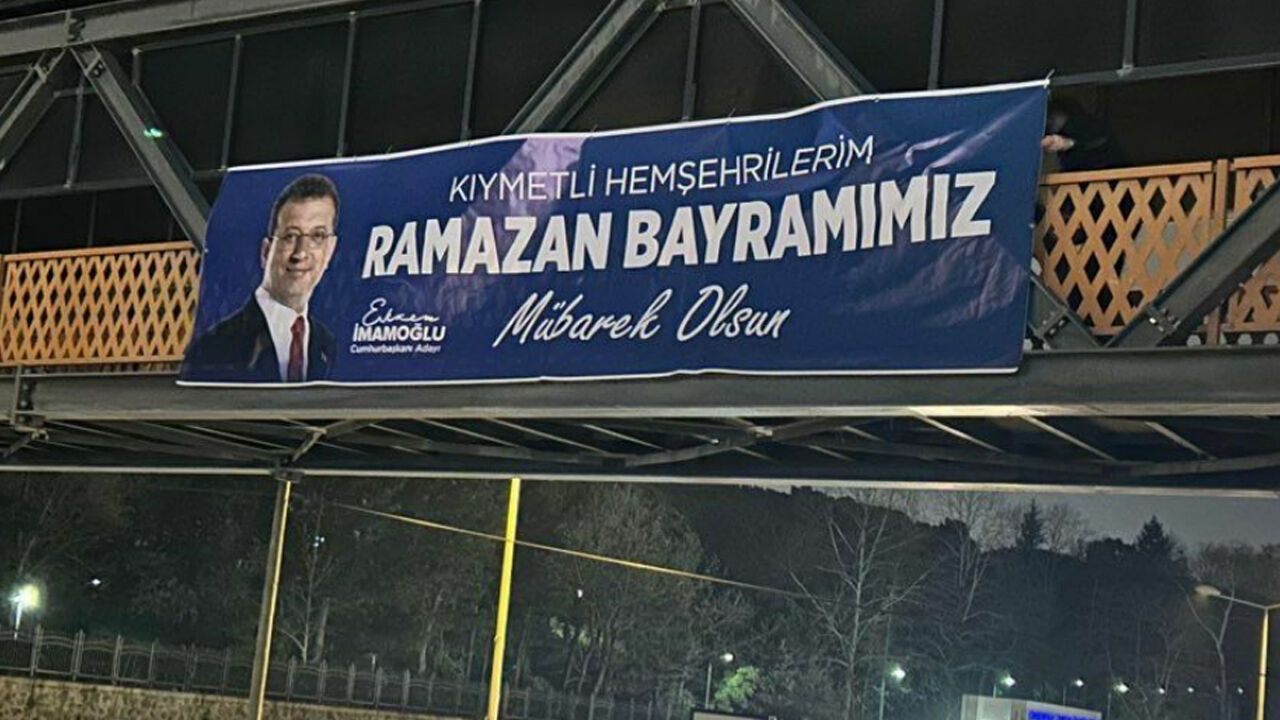 KIYMETLİ HEMŞEHRİLERİM
RAMAZAN BAYRAMIMIZ
Mübarek Olsun
Ekrem
İMAMOĞLU
Cumhurbaşkanı Adayı